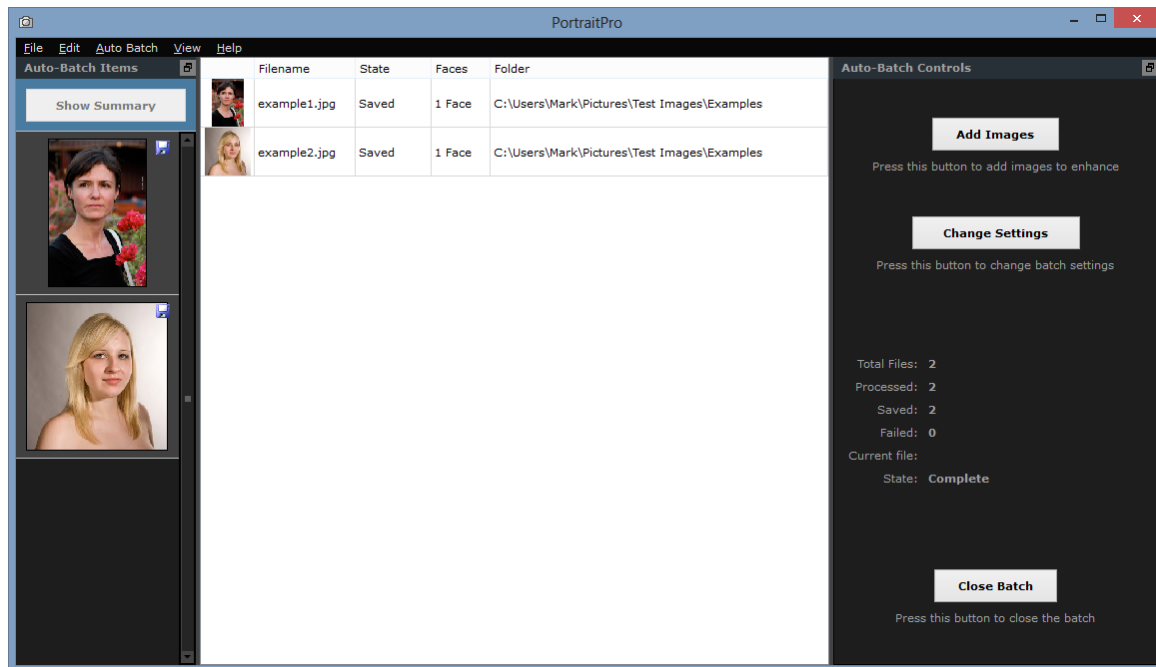 PortraitPro
File Edit Auto Batch View Help
Auto-Batch Items
Show Summary
Filename State Faces Folder
example1.jpg Saved 1 Face C:\Users\Mark\Pictures\Test Images\Examples
example2.jpg Saved 1 Face C:\Users\Mark\Pictures\Test Images\Examples
Auto-Batch Controls
Add Images
Press this button to add images to enhance
Change Settings
Press this button to change batch settings
Total Files: 2
Processed: 2
Saved: 2
Failed: 0
Current file:
State: Complete
Close Batch
Press this button to close the batch